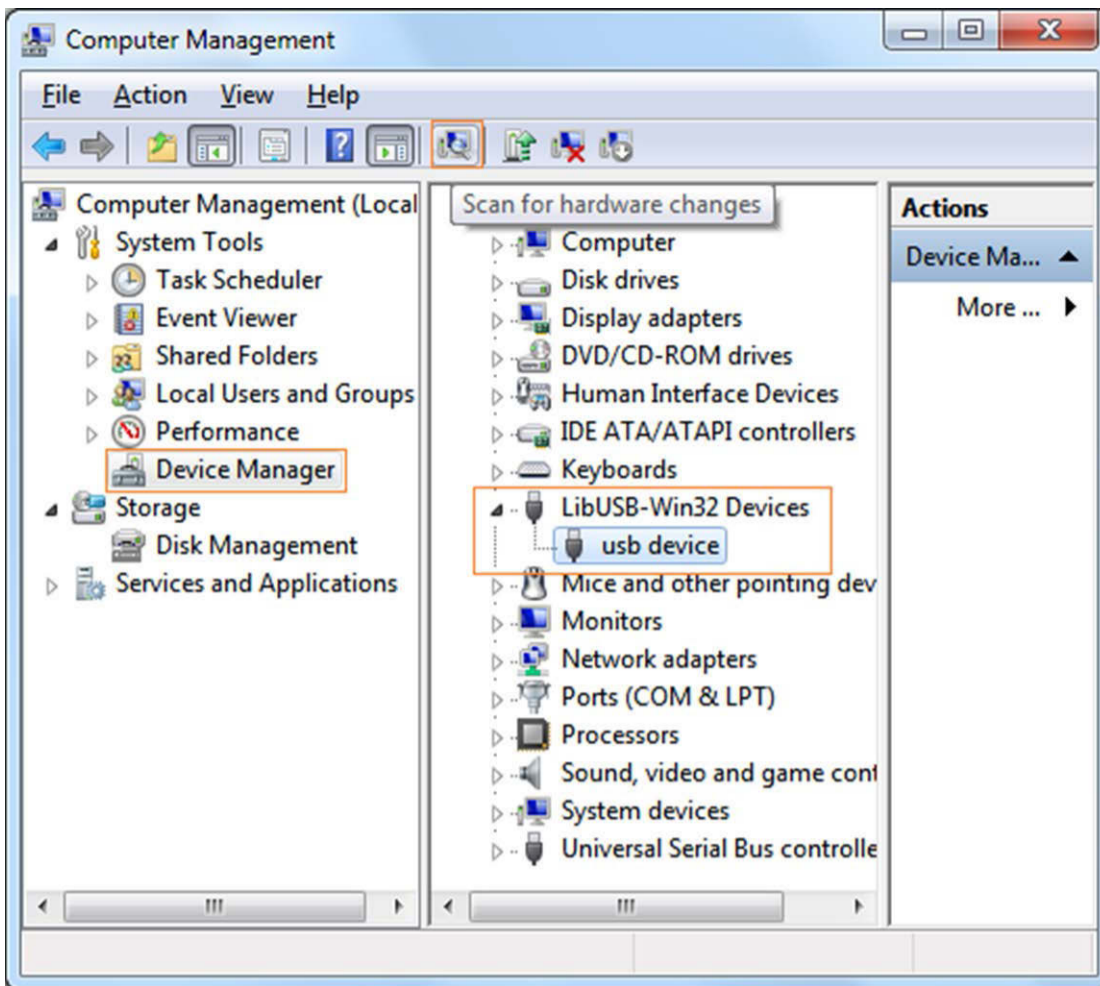 Computer Management
File Action View Help
Computer Management (Local
System Tools
Task Scheduler
Event Viewer
Shared Folders
Local Users and Groups
Performance
Device Manager
Storage
Disk Management
Services and Applications
Scan for hardware changes
Computer
Disk drives
Display adapters
DVD/CD-ROM drives
Human Interface Devices
IDE ATA/ATAPI controllers
Keyboards
LibUSB-Win32 Devices
usb device
Mice and other pointing dev
Monitors
Network adapters
Ports (COM & LPT)
Processors
Sound, video and game cont
System devices
Universal Serial Bus controlle
Actions
Device Ma...
More ...